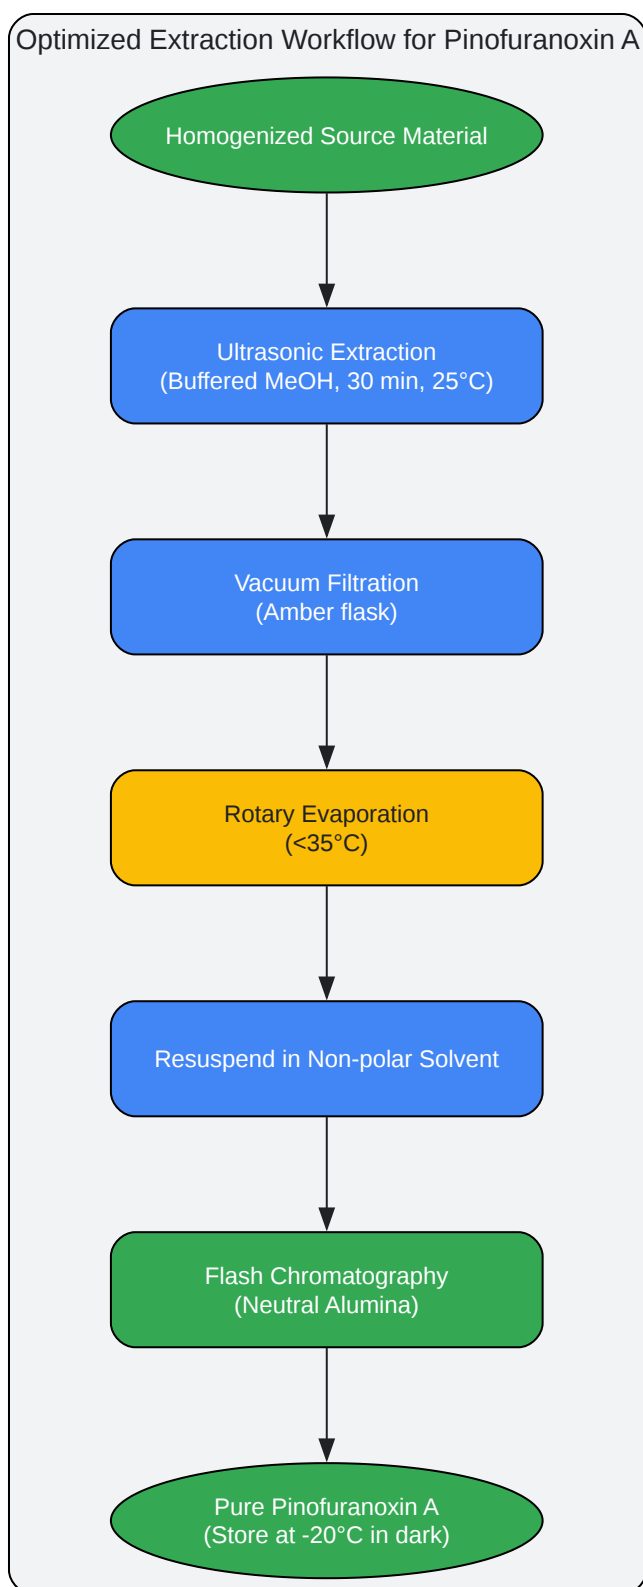 Optimized Extraction Workflow for Pinofuranoxin A
Homogenized Source Material
Ultrasonic Extraction
(Buffered MeOH, 30 min, 25°C)
Vacuum Filtration
(Amber flask)
Rotary Evaporation
(<35°C)
Resuspend in Non-polar Solvent
Flash Chromatography
(Neutral Alumina)
Pure Pinofuranoxin A
(Store at -20°C in dark)